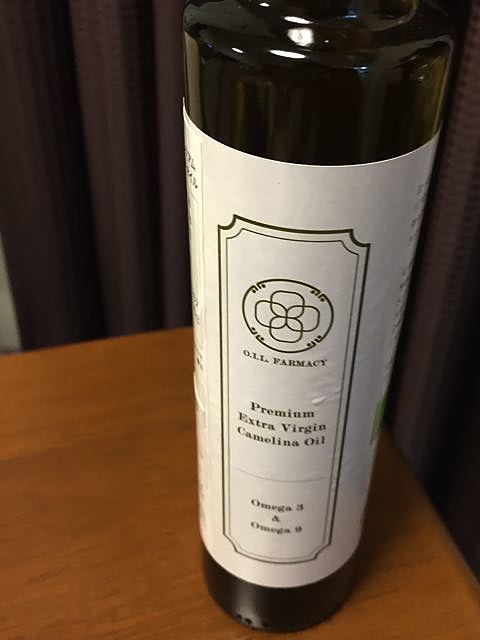 O.I.L. FARMACY
Premium
Extra Virgin
Camelina Oil
Omega 3
&
Omega 9